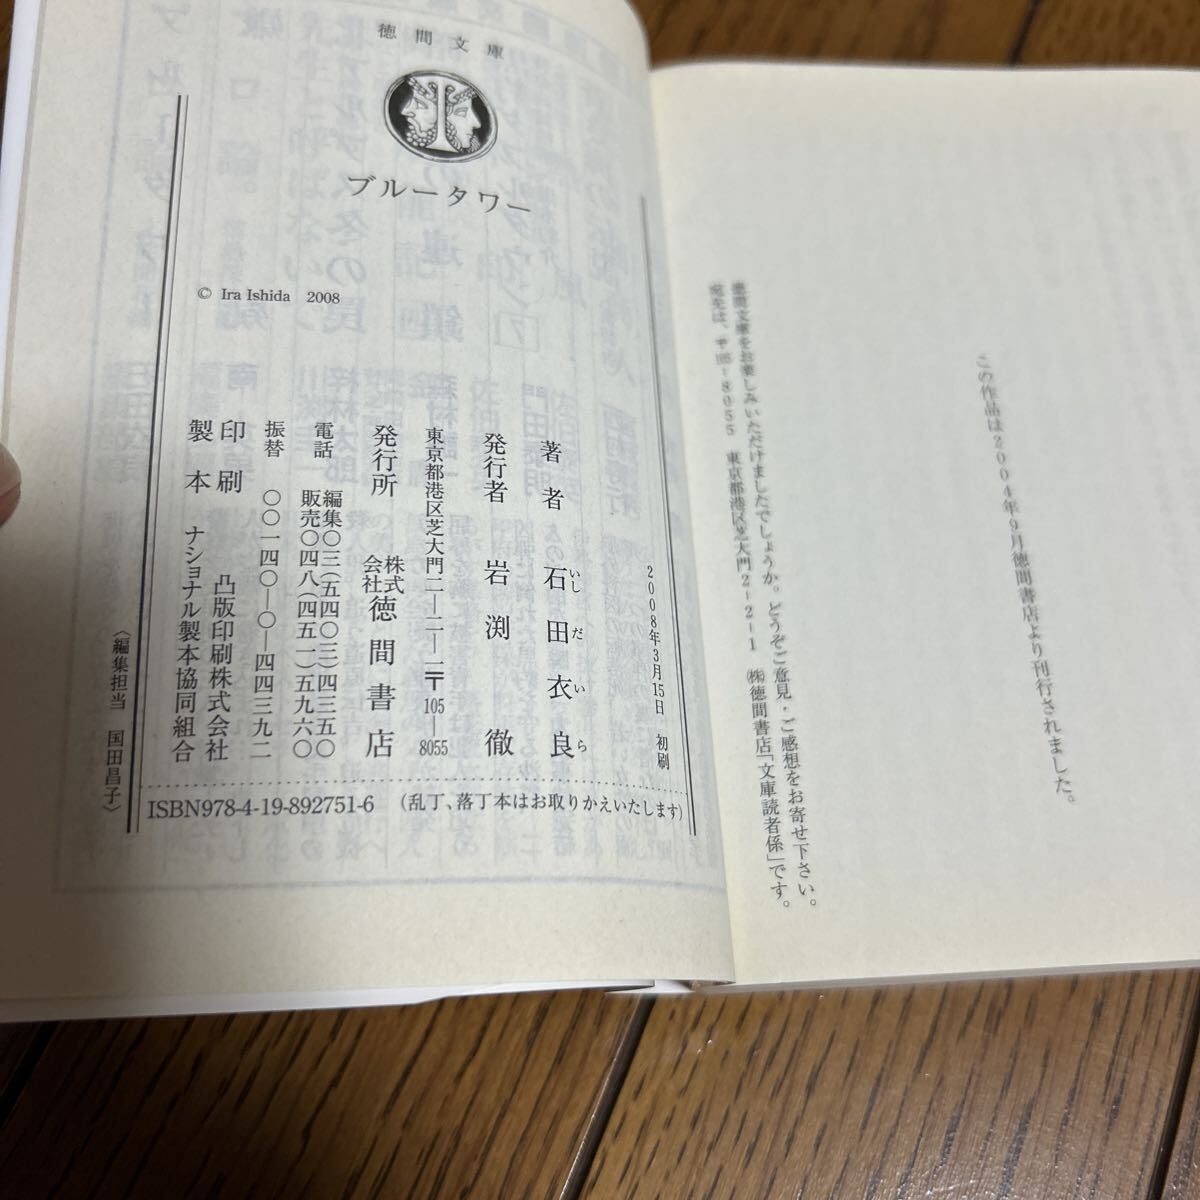 この作品は2004年9月徳間書店より刊行されました。
徳間文庫をお楽しみいただけましたでしょうか。どうぞご意見・ご感想をお寄せ下さい。
宛先は、〒105-8055 東京都港区芝大門2-2-1 ㈱徳間書店「文庫読者係」です。
徳間文庫
ブルータワー
© Ira Ishida 2008
2008年3月15日 初刷
著者 石田衣良
いしだいら
発行者 岩渕徹
東京都港区芝大門二―二―一〒105―8055
発行所 株式会社徳間書店
電話 編集〇三(五四〇三)四三五〇
販売〇四八(四五一)五九六〇
振替 〇〇一四〇―〇―四四三九二
印刷 凸版印刷株式会社
製本 ナショナル製本協同組合
〈編集担当 国田昌子〉
ISBN978-4-19-892751-6 (乱丁、落丁本はお取りかえいたします)